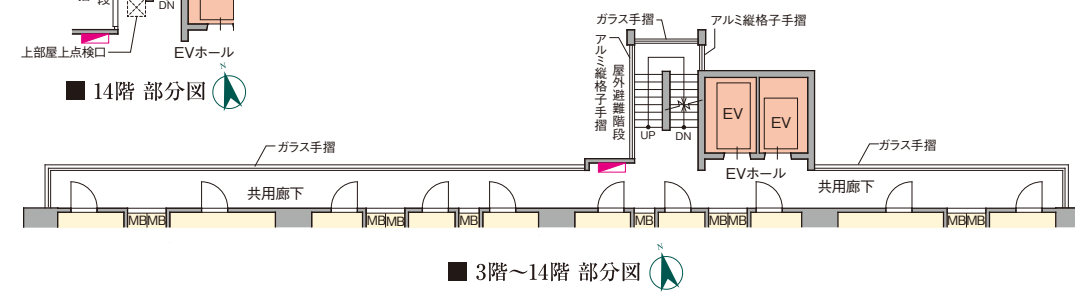 段
DN
上部屋上点検口
EVホール
N
■ 14階 部分図
ガラス手摺
アルミ縦格子手摺
アルミ縦格子手摺
屋外避難階段
UP
DN
EV
EV
EVホール
ガラス手摺
ガラス手摺
共用廊下
共用廊下
MB MB
MB MB
MB
MB
MB MB
MB MB
N
■ 3階〜14階 部分図